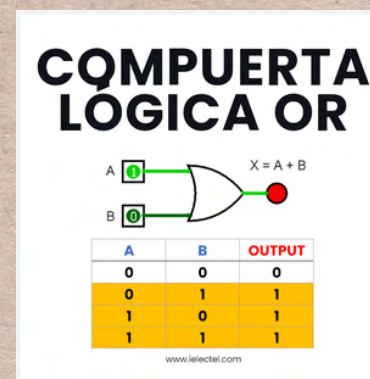 COMPUERTA
LÓGICA OR
X = A + B
A 1
B 0
A B OUTPUT
0 0 0
0 1 1
1 0 1
1 1 1
www.ielectel.com